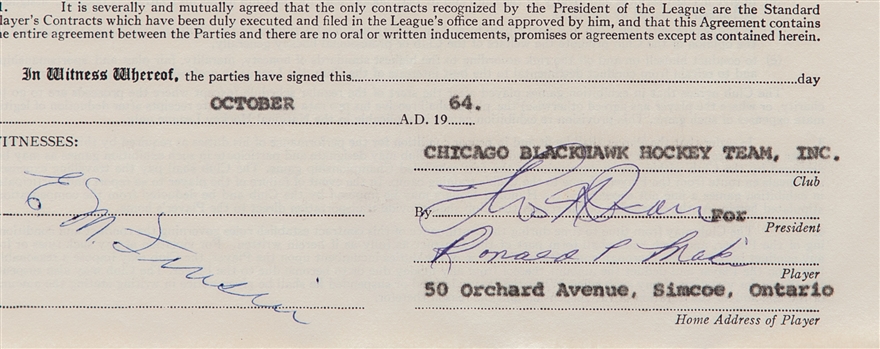 1. It is severally and mutually agreed that the only contracts recognized by the President of the League are the Standard
layer's Contracts which have been duly executed and filed in the League's office and approved by him, and that this Agreement contains
he entire agreement between the Parties and there are no oral or written inducements, promises or agreements except as contained herein.
In Witness Whereof, the parties have signed this........day
OCTOBER 64.
A.D. 19
ITNESSES:
CHICAGO BLACKHAWK HOCKEY TEAM, INC.
Club
E M.
By For
President
Ronald P Maki
Player
50 Orchard Avenue, Simcoe, Ontario
Home Address of Player